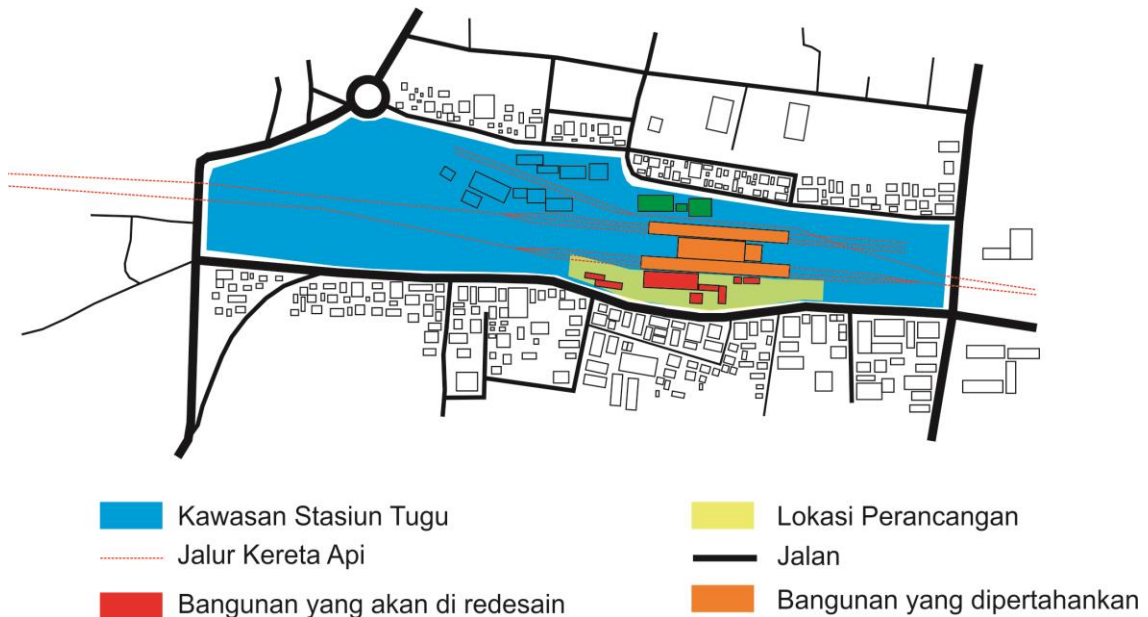 Kawasan Stasiun Tugu
Jalur Kereta Api
Bangunan yang akan di redesain
Lokasi Perancangan
Jalan
Bangunan yang dipertahankan